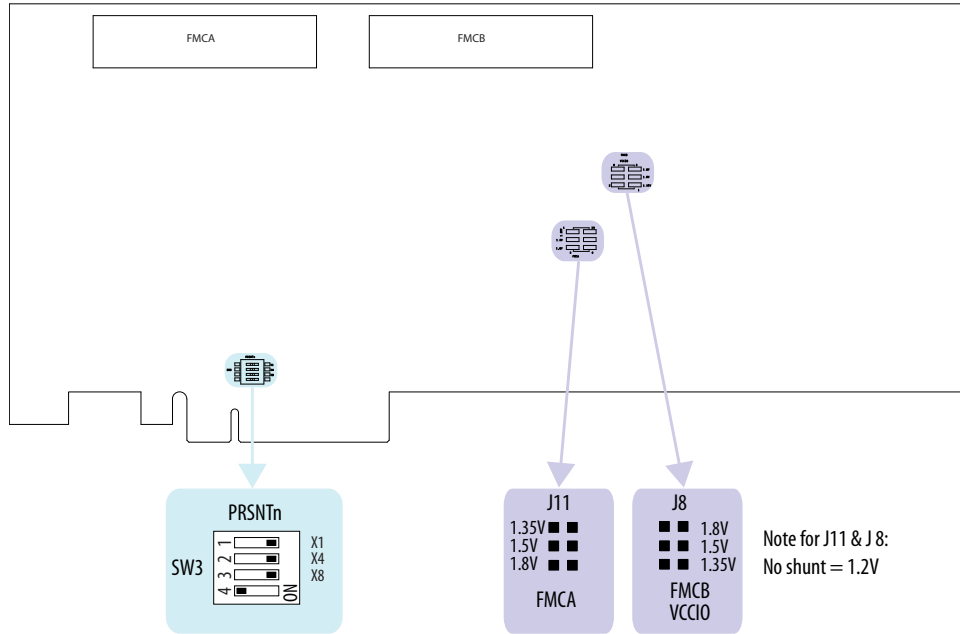 FMCA
FMCB
PRSNTn
SW3
1
2
3
4
ON
X1
X4
X8
J11
1.35V
1.5V
1.8V
FMCA
J8
1.8V
1.5V
1.35V
FMCB
VCCIO
Note for J11 & J 8:
No shunt = 1.2V